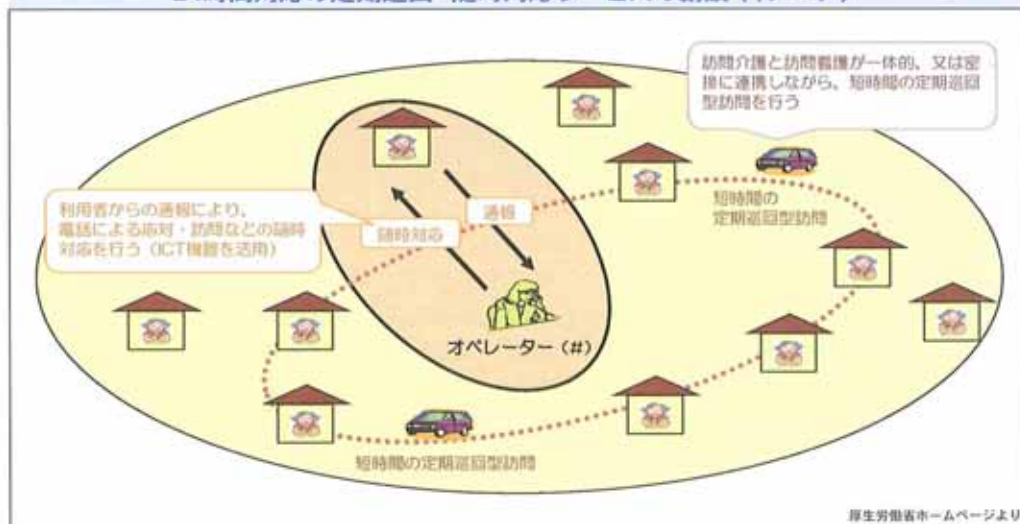 訪問介護と訪問看護が一体的、又は密
接に連携しながら、短時間の定期巡回
型訪問を行う
短時間の
定期巡回型訪問
利用者からの通報により、
電話による応対・訪問などの随時
対応を行う（ICT機器を活用）
通報
随時対応
オペレーター（#）
短時間の定期巡回型訪問
厚生労働省ホームページより